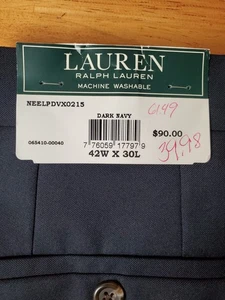 LAUREN
RALPH LAUREN
MACHINE WASHABLE
NEELPDVX0215
6149
DARK NAVY
$90.00
063410-00040
7 76059 17797 9
39.98
42W X 30L